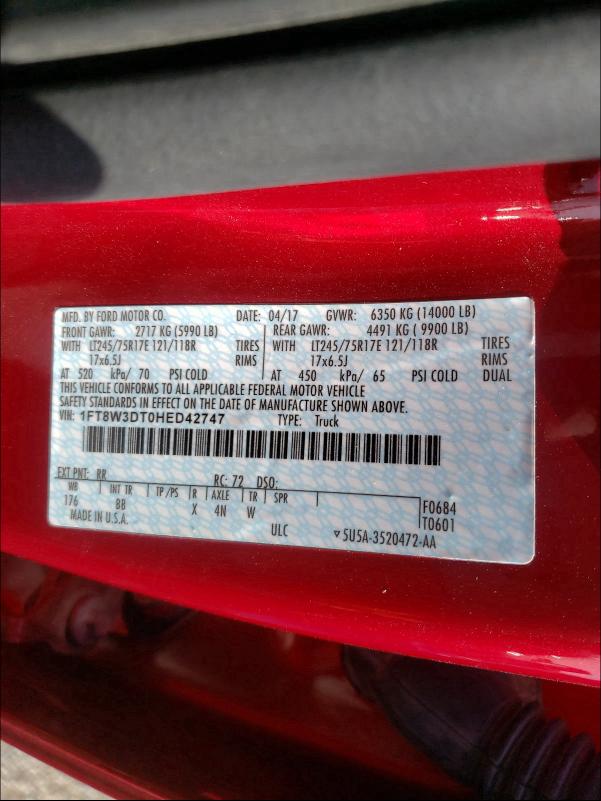 MFD. BY FORD MOTOR CO. DATE: 04/17 GVWR: 6350 KG (14000 LB)
FRONT GAWR: 2717 KG (5990 LB) REAR GAWR: 4491 KG ( 9900 LB)
WITH LT245/75R17E 121/118R TIRES WITH LT245/75R17E 121/118R TIRES
17x6.5J RIMS 17x6.5J RIMS
AT 520 kPa/ 70 PSI COLD AT 450 kPa/ 65 PSI COLD DUAL
THIS VEHICLE CONFORMS TO ALL APPLICABLE FEDERAL MOTOR VEHICLE
SAFETY STANDARDS IN EFFECT ON THE DATE OF MANUFACTURE SHOWN ABOVE.
VIN: 1FT8W3DT0HED42747 TYPE: Truck
EXT PNT: RR RC: 72 DSO:
WB INT TR TP/PS R AXLE TR SPR F0684
176 BB X 4N W T0601
MADE IN U.S.A. ULC ▿5U5A-3520472-AA